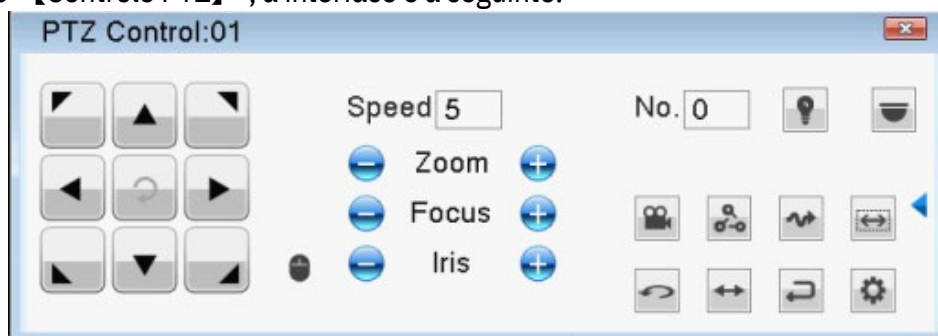 【Controle PTZ】 , a interface é a seguinte:
PTZ Control:01
Speed 5
No. 0
Zoom
Focus
Iris